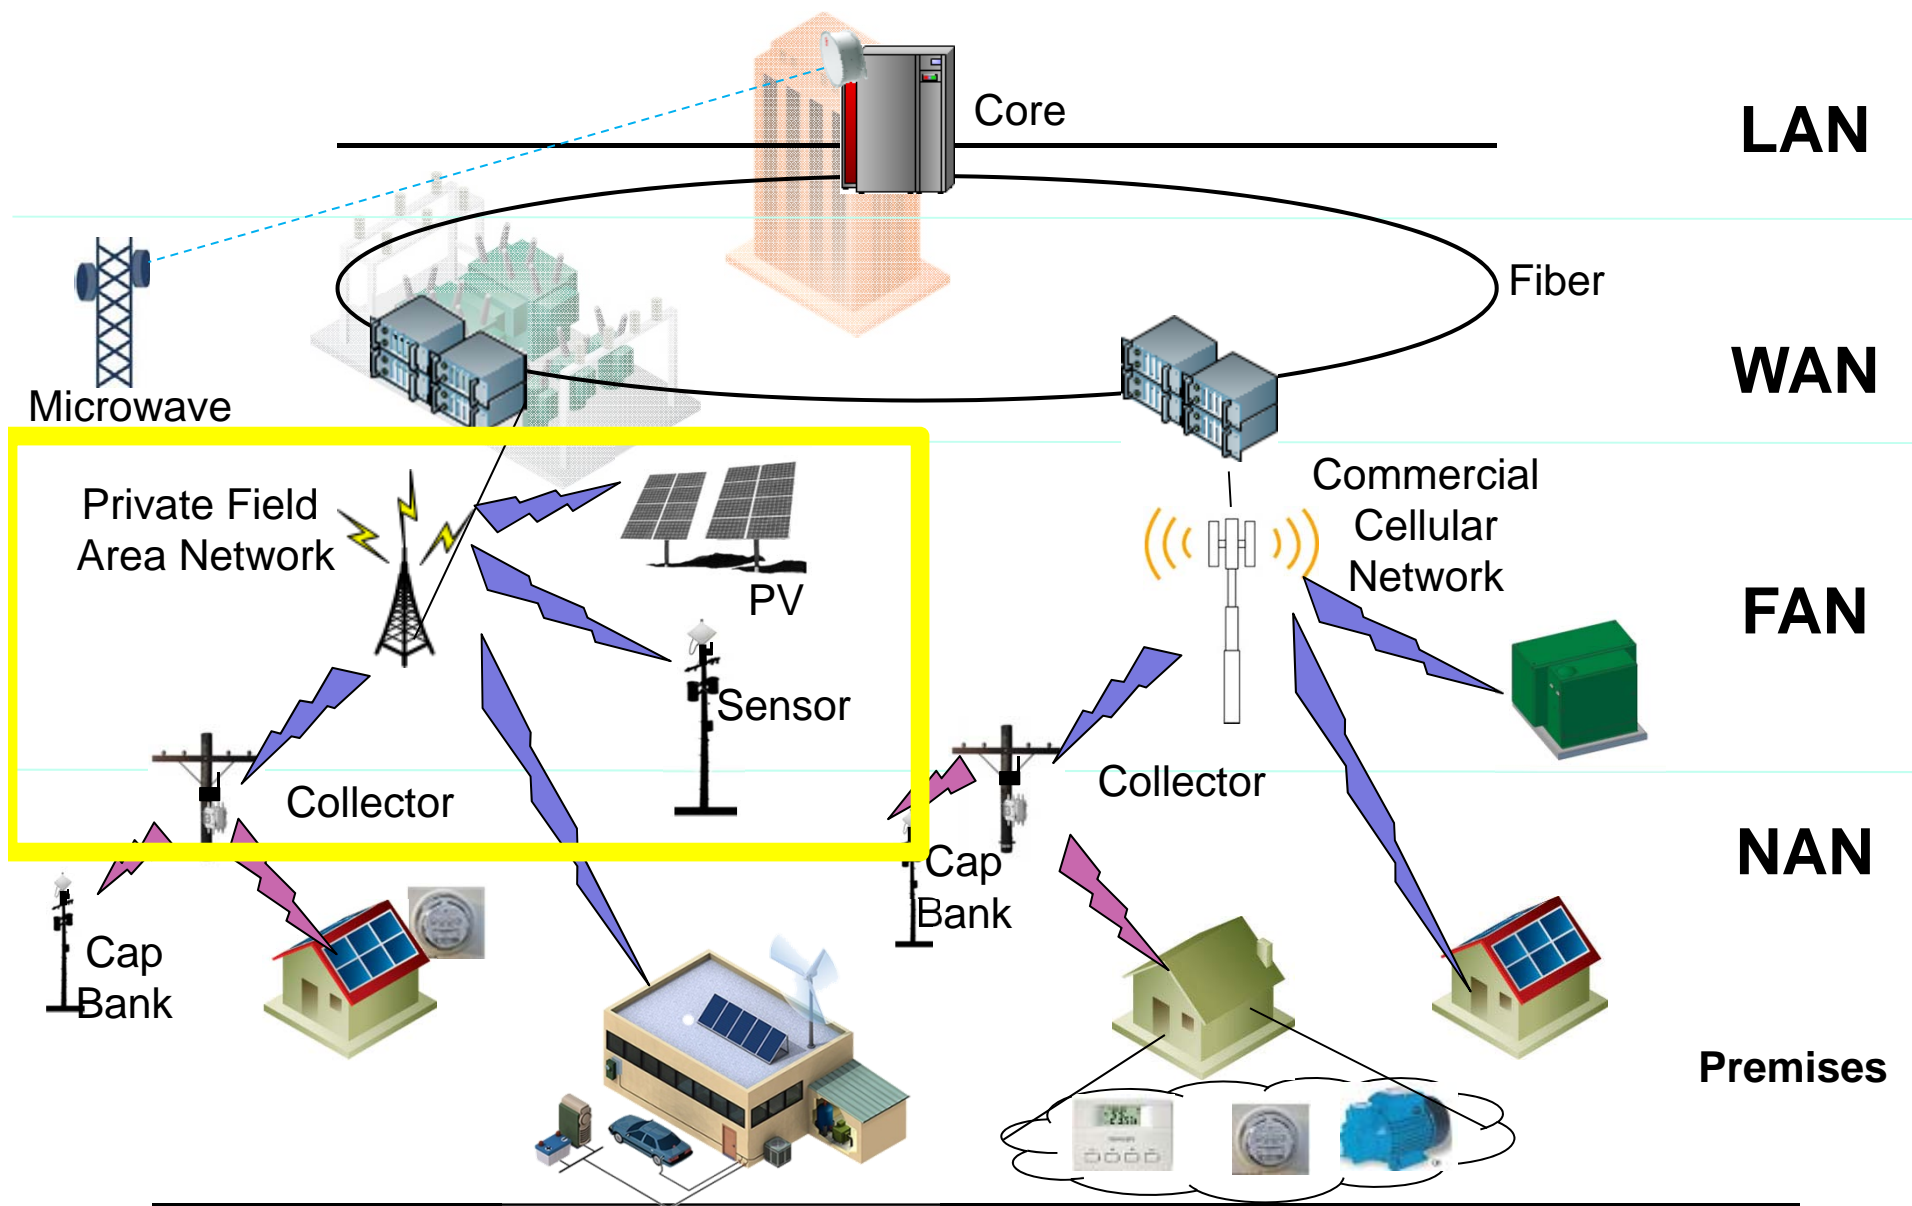 Core
LAN
Fiber
WAN
Microwave
Private Field
Area Network
PV
Sensor
Commercial
Cellular
Network
FAN
Collector
Collector
NAN
Cap
Bank
Cap
Bank
Premises